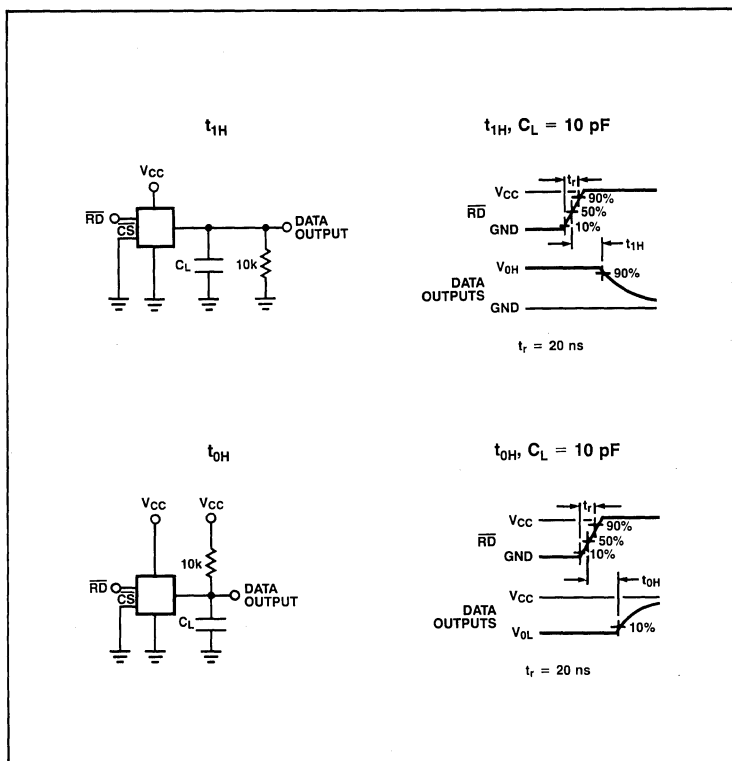 t1H
t1H, CL = 10 pF
VCC
RD
CS
DATA
OUTPUT
CL
10k
tr
VCC
90%
RD
50%
GND
10%
t1H
V0H
90%
DATA
OUTPUTS
GND
tr = 20 ns
t0H
t0H, CL = 10 pF
VCC
VCC
10k
RD
CS
DATA
OUTPUT
CL
tr
VCC
90%
RD
50%
GND
10%
t0H
VCC
DATA
OUTPUTS
V0L
10%
tr = 20 ns